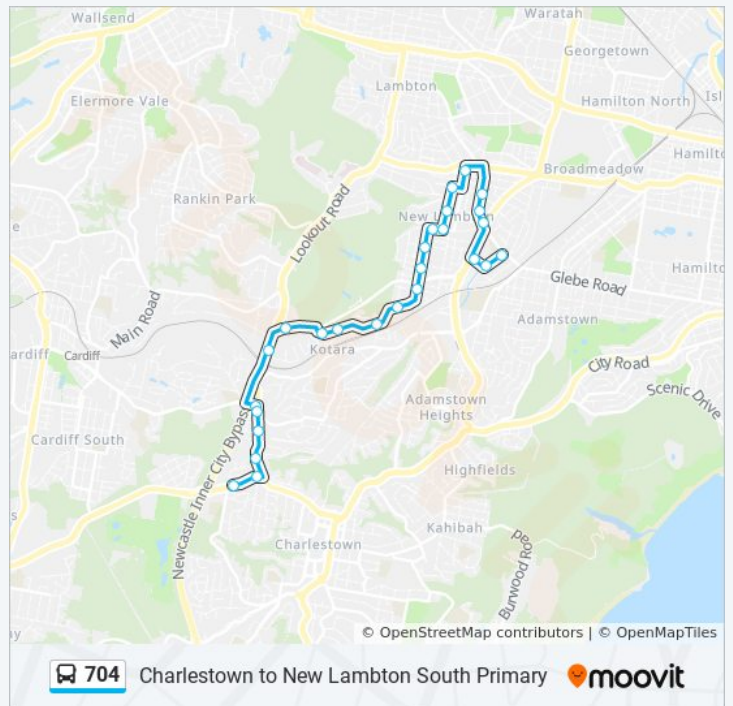 Wallsend
Waratah
Georgetown
Lambton
Elermore Vale
Hamilton North
Isl
Hamilto
Broadmeadow
Rankin Park
New Lambton
e
Lookout Road
Hamilto
Glebe Road
Main Road
Adamstown
ardiff
Cardiff
Kotara
City Road
Scenic Drive
Adamstown
Heights
Cardiff South
Newcastle Inner City Bypass
Highfields
s
Kahibah
Charlestown
Burwood Road
ay
© OpenStreetMap contributors | © OpenMapTiles
704 Charlestown to New Lambton South Primary
moovit